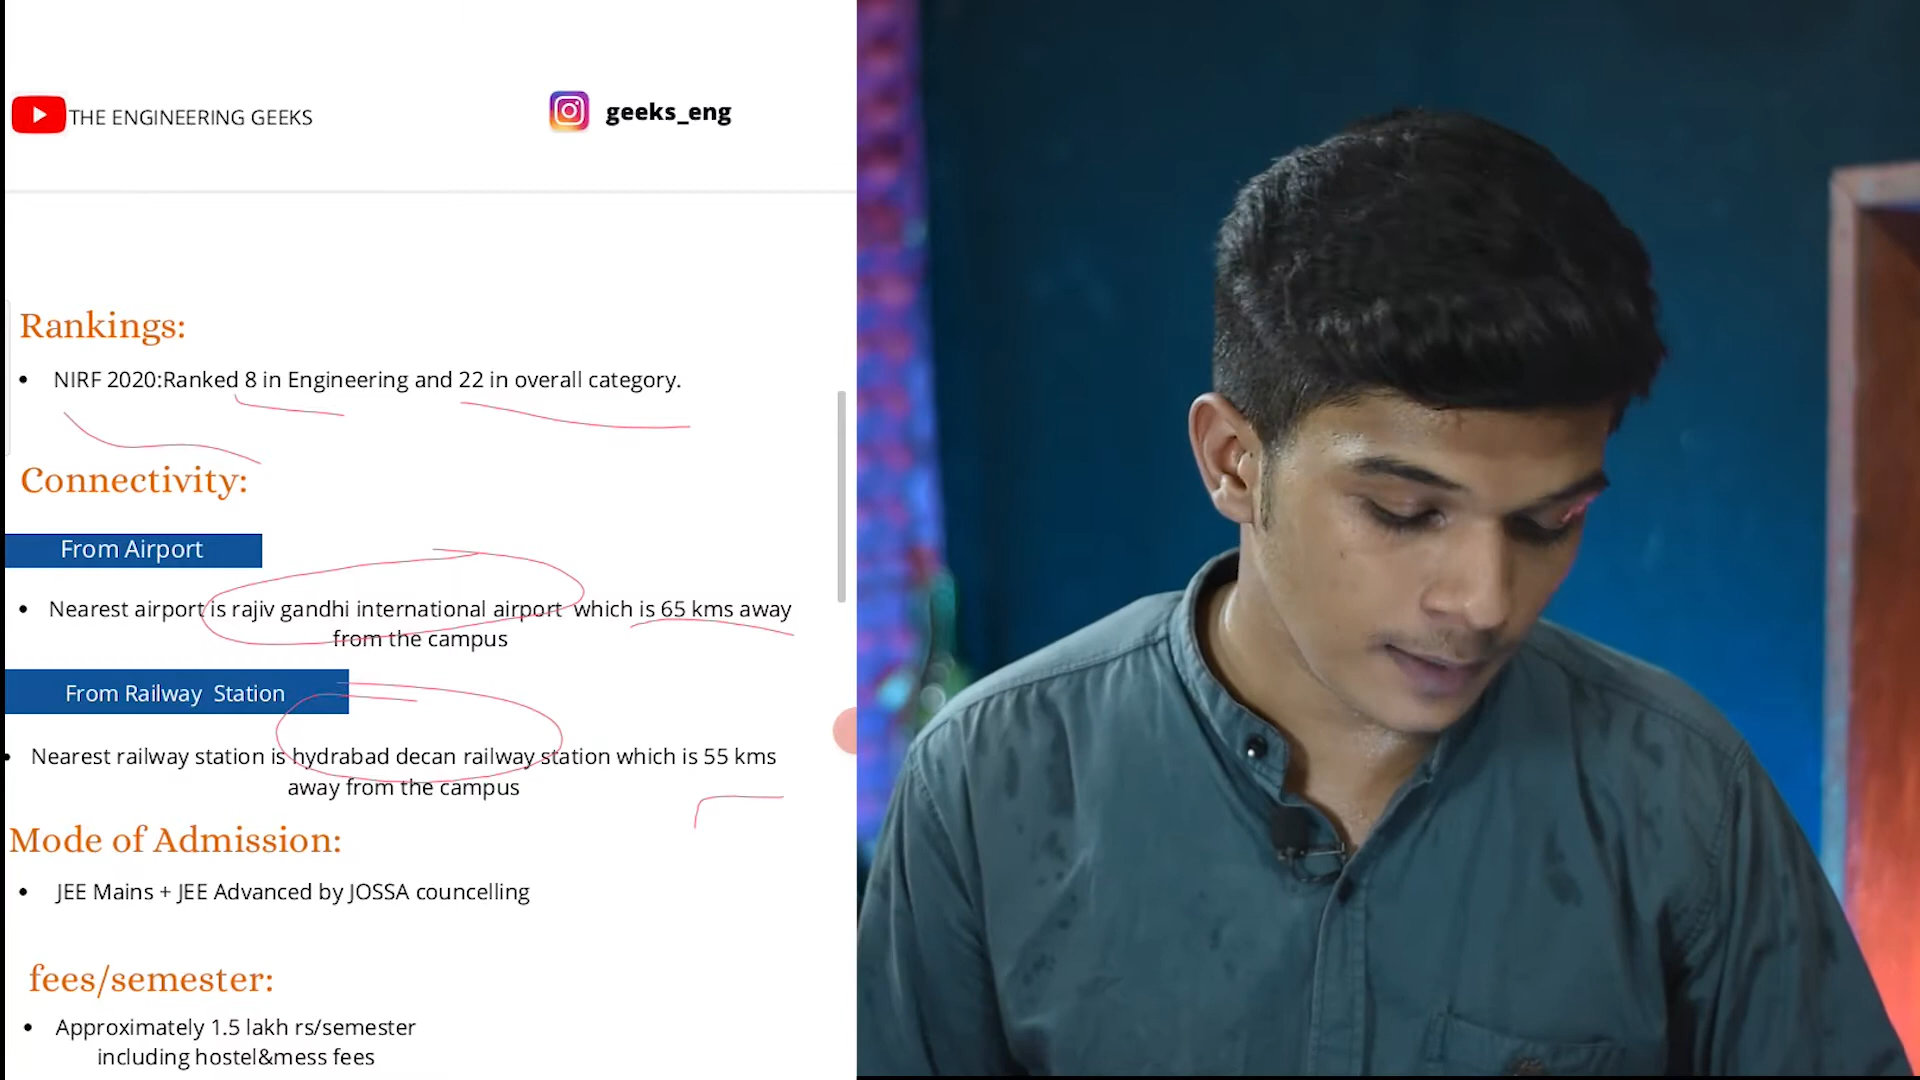 THE ENGINEERING GEEKS
geeks_eng
Rankings:
• NIRF 2020:Ranked 8 in Engineering and 22 in overall category.
Connectivity:
From Airport
• Nearest airport is rajiv gandhi international airport which is 65 kms away
from the campus
From Railway Station
• Nearest railway station is hydrabad decan railway station which is 55 kms
away from the campus
Mode of Admission:
• JEE Mains + JEE Advanced by JOSSA councelling
fees/semester:
• Approximately 1.5 lakh rs/semester
including hostel&mess fees